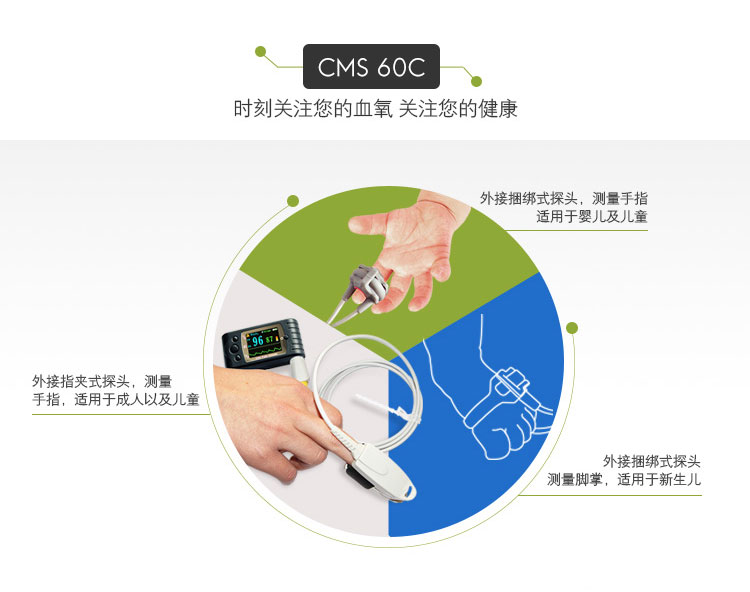 CMS 60C
时刻关注您的血氧 关注您的健康
外接捆绑式探头，测量手指
适用于婴儿及儿童
96 87
外接指夹式探头，测量
手指，适用于成人以及儿童
外接捆绑式探头
测量脚掌，适用于新生儿